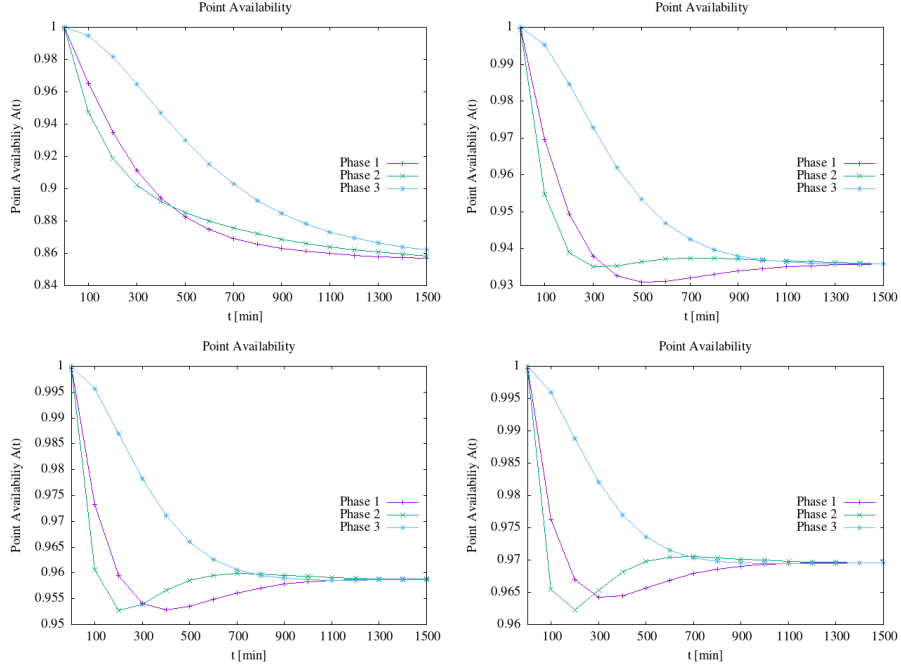 Point Availability
Point Availabiliy A(t)
1
0.98
0.96
0.94
0.92
0.9
0.88
0.86
0.84
Phase 1
Phase 2
Phase 3
100 300 500 700 900 1100 1300 1500
t [min]
Point Availability
Point Availabiliy A(t)
1
0.99
0.98
0.97
0.96
0.95
0.94
0.93
Phase 1
Phase 2
Phase 3
100 300 500 700 900 1100 1300 1500
t [min]
Point Availability
Point Availabiliy A(t)
1
0.995
0.99
0.985
0.98
0.975
0.97
0.965
0.96
0.955
0.95
Phase 1
Phase 2
Phase 3
100 300 500 700 900 1100 1300 1500
t [min]
Point Availability
Point Availabiliy A(t)
1
0.995
0.99
0.985
0.98
0.975
0.97
0.965
0.96
Phase 1
Phase 2
Phase 3
100 300 500 700 900 1100 1300 1500
t [min]